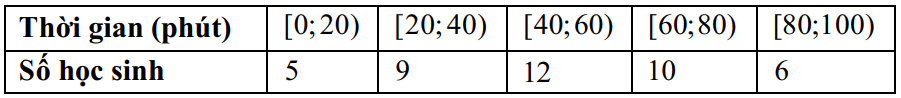 Thời gian (phút) [0; 20) [20; 40) [40; 60) [60; 80) [80; 100)
Số học sinh 5 9 12 10 6